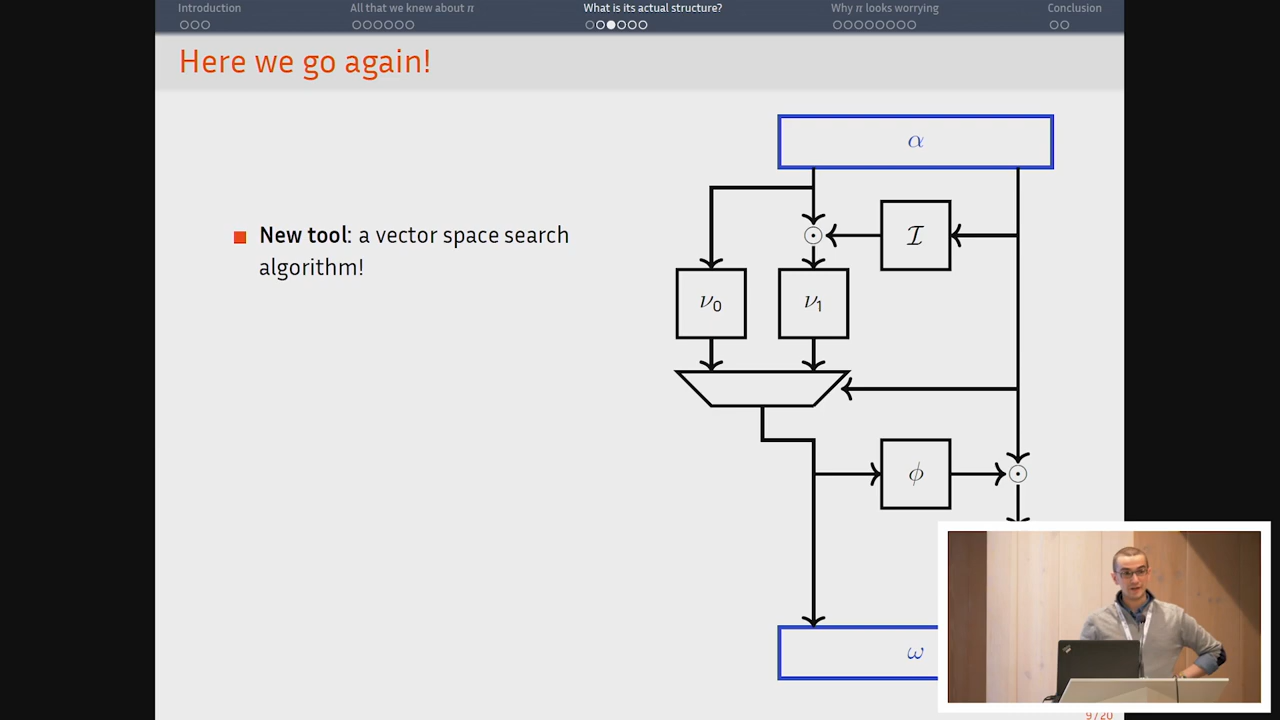 Introduction
All that we knew about π
What is its actual structure?
Why π looks worrying
Conclusion
Here we go again!
New tool: a vector space search
algorithm!
α
⊙
I
ν0
ν1
ϕ
⊙
ω
9/20